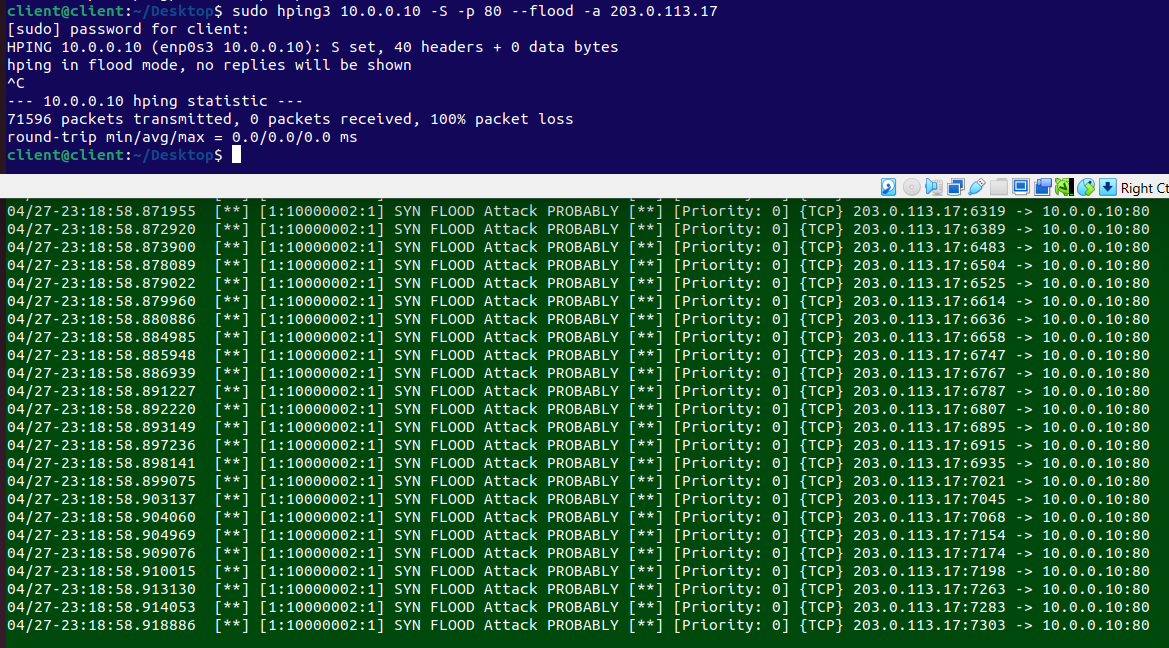 client@client:~/Desktop$ sudo hping3 10.0.0.10 -S -p 80 --flood -a 203.0.113.17
[sudo] password for client:
HPING 10.0.0.10 (enp0s3 10.0.0.10): S set, 40 headers + 0 data bytes
hping in flood mode, no replies will be shown
^C
--- 10.0.0.10 hping statistic ---
71596 packets transmitted, 0 packets received, 100% packet loss
round-trip min/avg/max = 0.0/0.0/0.0 ms
client@client:~/Desktop$
Right Ct
04/27-23:18:58.871955  [**] [1:10000002:1] SYN FLOOD Attack PROBABLY [**] [Priority: 0] {TCP} 203.0.113.17:6319 -> 10.0.0.10:80
04/27-23:18:58.872920  [**] [1:10000002:1] SYN FLOOD Attack PROBABLY [**] [Priority: 0] {TCP} 203.0.113.17:6389 -> 10.0.0.10:80
04/27-23:18:58.873900  [**] [1:10000002:1] SYN FLOOD Attack PROBABLY [**] [Priority: 0] {TCP} 203.0.113.17:6483 -> 10.0.0.10:80
04/27-23:18:58.878089  [**] [1:10000002:1] SYN FLOOD Attack PROBABLY [**] [Priority: 0] {TCP} 203.0.113.17:6504 -> 10.0.0.10:80
04/27-23:18:58.879022  [**] [1:10000002:1] SYN FLOOD Attack PROBABLY [**] [Priority: 0] {TCP} 203.0.113.17:6525 -> 10.0.0.10:80
04/27-23:18:58.879960  [**] [1:10000002:1] SYN FLOOD Attack PROBABLY [**] [Priority: 0] {TCP} 203.0.113.17:6614 -> 10.0.0.10:80
04/27-23:18:58.880886  [**] [1:10000002:1] SYN FLOOD Attack PROBABLY [**] [Priority: 0] {TCP} 203.0.113.17:6636 -> 10.0.0.10:80
04/27-23:18:58.884985  [**] [1:10000002:1] SYN FLOOD Attack PROBABLY [**] [Priority: 0] {TCP} 203.0.113.17:6658 -> 10.0.0.10:80
04/27-23:18:58.885948  [**] [1:10000002:1] SYN FLOOD Attack PROBABLY [**] [Priority: 0] {TCP} 203.0.113.17:6747 -> 10.0.0.10:80
04/27-23:18:58.886939  [**] [1:10000002:1] SYN FLOOD Attack PROBABLY [**] [Priority: 0] {TCP} 203.0.113.17:6767 -> 10.0.0.10:80
04/27-23:18:58.891227  [**] [1:10000002:1] SYN FLOOD Attack PROBABLY [**] [Priority: 0] {TCP} 203.0.113.17:6787 -> 10.0.0.10:80
04/27-23:18:58.892220  [**] [1:10000002:1] SYN FLOOD Attack PROBABLY [**] [Priority: 0] {TCP} 203.0.113.17:6807 -> 10.0.0.10:80
04/27-23:18:58.893149  [**] [1:10000002:1] SYN FLOOD Attack PROBABLY [**] [Priority: 0] {TCP} 203.0.113.17:6895 -> 10.0.0.10:80
04/27-23:18:58.897236  [**] [1:10000002:1] SYN FLOOD Attack PROBABLY [**] [Priority: 0] {TCP} 203.0.113.17:6915 -> 10.0.0.10:80
04/27-23:18:58.898141  [**] [1:10000002:1] SYN FLOOD Attack PROBABLY [**] [Priority: 0] {TCP} 203.0.113.17:6935 -> 10.0.0.10:80
04/27-23:18:58.899075  [**] [1:10000002:1] SYN FLOOD Attack PROBABLY [**] [Priority: 0] {TCP} 203.0.113.17:7021 -> 10.0.0.10:80
04/27-23:18:58.903137  [**] [1:10000002:1] SYN FLOOD Attack PROBABLY [**] [Priority: 0] {TCP} 203.0.113.17:7045 -> 10.0.0.10:80
04/27-23:18:58.904060  [**] [1:10000002:1] SYN FLOOD Attack PROBABLY [**] [Priority: 0] {TCP} 203.0.113.17:7068 -> 10.0.0.10:80
04/27-23:18:58.904969  [**] [1:10000002:1] SYN FLOOD Attack PROBABLY [**] [Priority: 0] {TCP} 203.0.113.17:7154 -> 10.0.0.10:80
04/27-23:18:58.909076  [**] [1:10000002:1] SYN FLOOD Attack PROBABLY [**] [Priority: 0] {TCP} 203.0.113.17:7174 -> 10.0.0.10:80
04/27-23:18:58.910015  [**] [1:10000002:1] SYN FLOOD Attack PROBABLY [**] [Priority: 0] {TCP} 203.0.113.17:7198 -> 10.0.0.10:80
04/27-23:18:58.913130  [**] [1:10000002:1] SYN FLOOD Attack PROBABLY [**] [Priority: 0] {TCP} 203.0.113.17:7263 -> 10.0.0.10:80
04/27-23:18:58.914053  [**] [1:10000002:1] SYN FLOOD Attack PROBABLY [**] [Priority: 0] {TCP} 203.0.113.17:7283 -> 10.0.0.10:80
04/27-23:18:58.918886  [**] [1:10000002:1] SYN FLOOD Attack PROBABLY [**] [Priority: 0] {TCP} 203.0.113.17:7303 -> 10.0.0.10:80